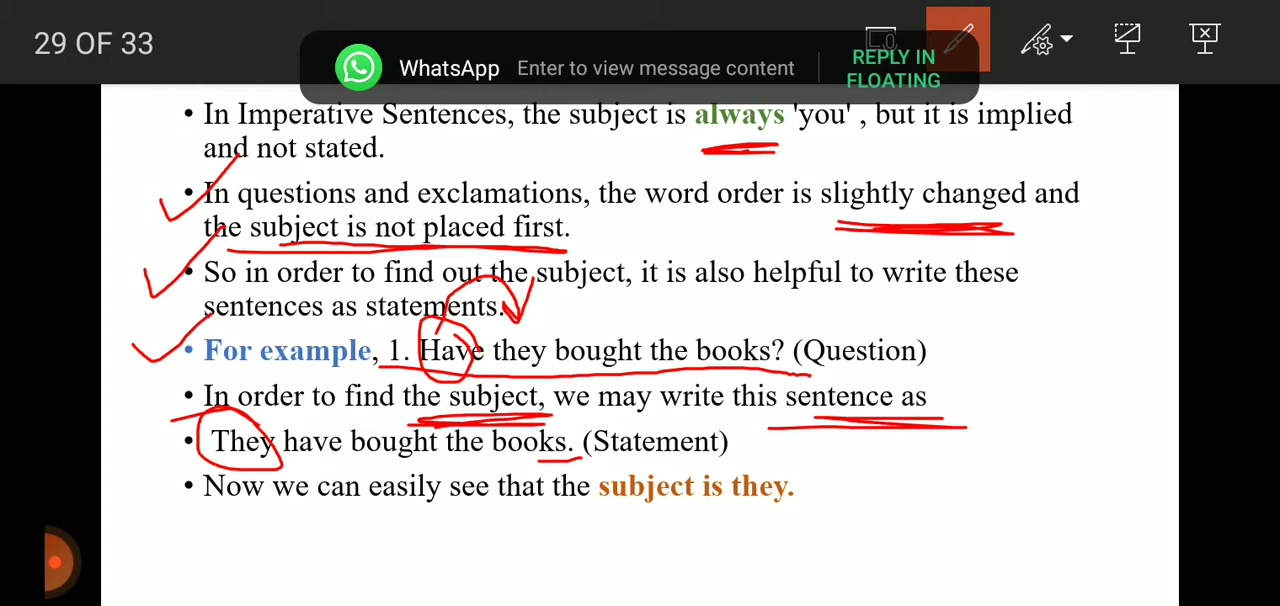 29 OF 33
WhatsApp Enter to view message content
REPLY IN
FLOATING
• In Imperative Sentences, the subject is always 'you' , but it is implied
and not stated.
• In questions and exclamations, the word order is slightly changed and
the subject is not placed first.
• So in order to find out the subject, it is also helpful to write these
sentences as statements.
• For example, 1. Have they bought the books? (Question)
• In order to find the subject, we may write this sentence as
• They have bought the books. (Statement)
• Now we can easily see that the subject is they.